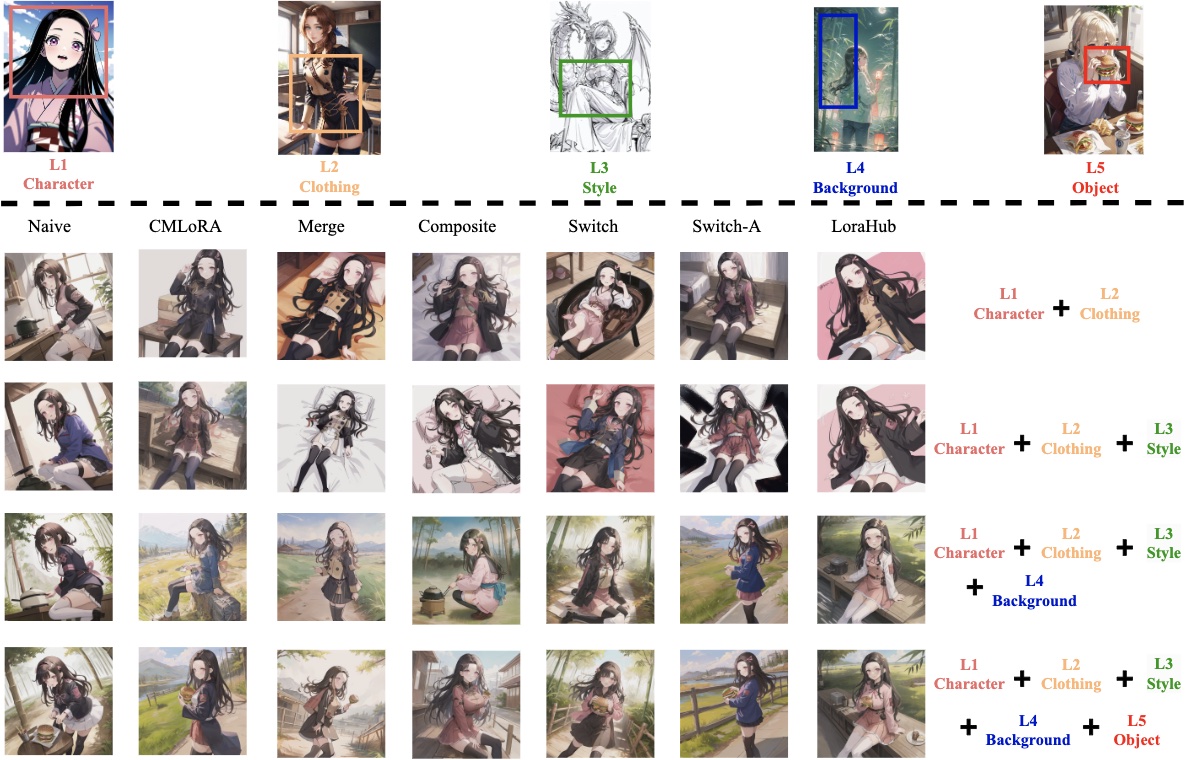 L1
Character
L2
Clothing
L3
Style
L4
Background
L5
Object
Naive CMLoRA Merge Composite Switch Switch-A LoraHub
L1 + L2
Character Clothing
L1 + L2 + L3
Character Clothing Style
L1 + L2 + L3
Character Clothing Style
+ L4
Background
L1 + L2 + L3
Character Clothing Style
+ L4 + L5
Background Object